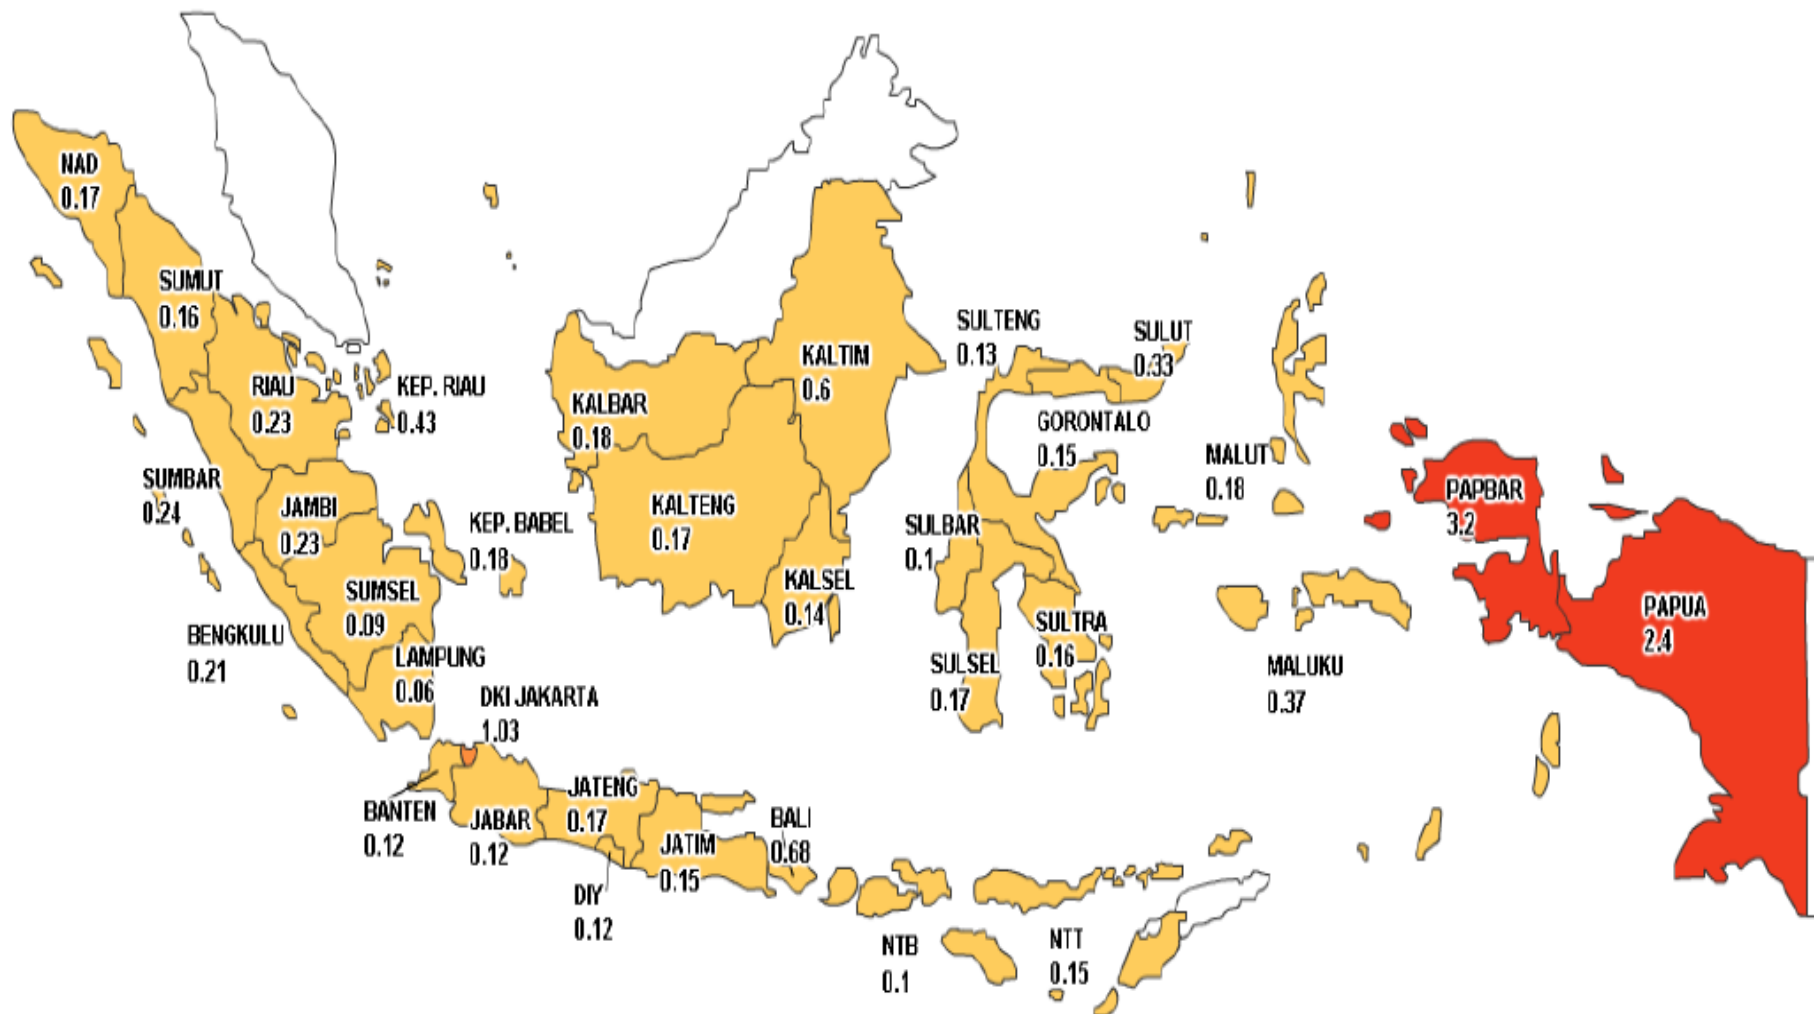 NAD
0.17
SUMUT
0.16
RIAU
0.23
KEP. RIAU
0.43
SUMBAR
0.24
JAMBI
0.23
KEP. BABEL
0.18
SUMSEL
0.09
BENGKULU
0.21
LAMPUNG
0.06
DKI JAKARTA
1.03
BANTEN
0.12
JABAR
0.12
JATENG
0.17
DIY
0.12
JATIM
0.15
BALI
0.68
NTB
0.1
NTT
0.15
KALBAR
0.18
KALTENG
0.17
KALTIM
0.6
KALSEL
0.14
SULTENG
0.13
SULUT
0.33
GORONTALO
0.15
SULBAR
0.1
SULSEL
0.17
SULTRA
0.16
MALUT
0.18
MALUKU
0.37
PAPBAR
3.2
PAPUA
2.4